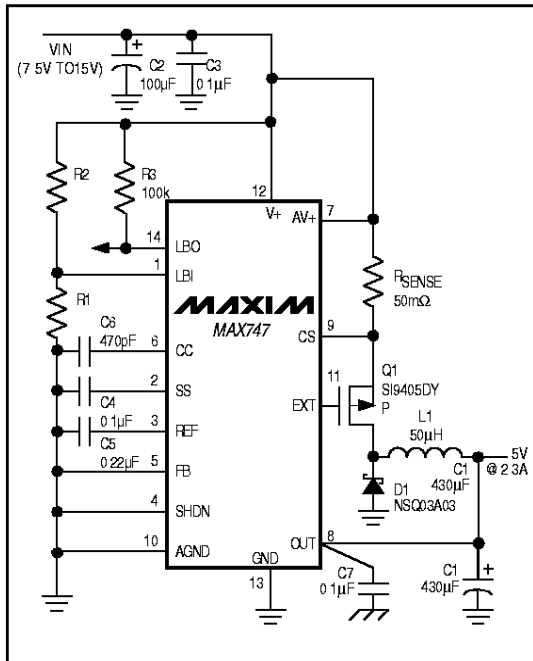 VIN
(7 5V TO15V)
C2
100µF
C3
0 1µF
R2
R3
100k
12
V+
AV+
7
14
LBO
1
LBI
RSENSE
50mΩ
R1
MAXIM
MAX747
CS
9
C6
470pF
6
CC
Q1
SI9405DY
P
11
EXT
2
SS
C4
0 1µF
3
REF
L1
50µH
C5
0 22µF
5
FB
C1
430µF
5V
@ 2 3A
D1
NSQ03A03
4
SHDN
OUT
8
10
AGND
GND
13
C7
0 1µF
C1
430µF